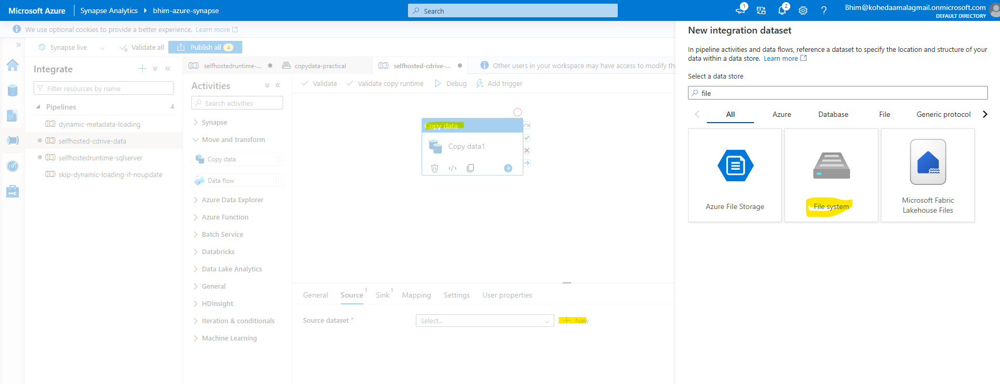 Microsoft Azure
Synapse Analytics
bhim-azure-synapse
Search
1
2
Bhim@kohedaamalagmail.onmicrosoft.com
DEFAULT DIRECTORY
We use optional cookies to provide a better experience. Learn more
Synapse live
Validate all
Publish all 4
Integrate
Filter resources by name
Pipelines 4
dynamic-metadata-loading
selfhosted-cdrive-data
selfhostedruntime-sqlserver
skip-dynamic-loading-if-noupdate
selfhostedruntime-...
copydata-practical
selfhosted-cdrive-...
Other users in your workspace may have access to modify thi
Activities
Search activities
Synapse
Move and transform
Copy data
Data flow
Azure Data Explorer
Azure Function
Batch Service
Databricks
Data Lake Analytics
General
HDInsight
Iteration & conditionals
Machine Learning
Validate
Validate copy runtime
Debug
Add trigger
Copy data
Copy data1
General
Source 1
Sink 1
Mapping
Settings
User properties
Source dataset *
Select...
New
New integration dataset
In pipeline activities and data flows, reference a dataset to specify the location and structure of your
data within a data store. Learn more
Select a data store
file
All
Azure
Database
File
Generic protocol
Azure File Storage
File system
Microsoft Fabric
Lakehouse Files